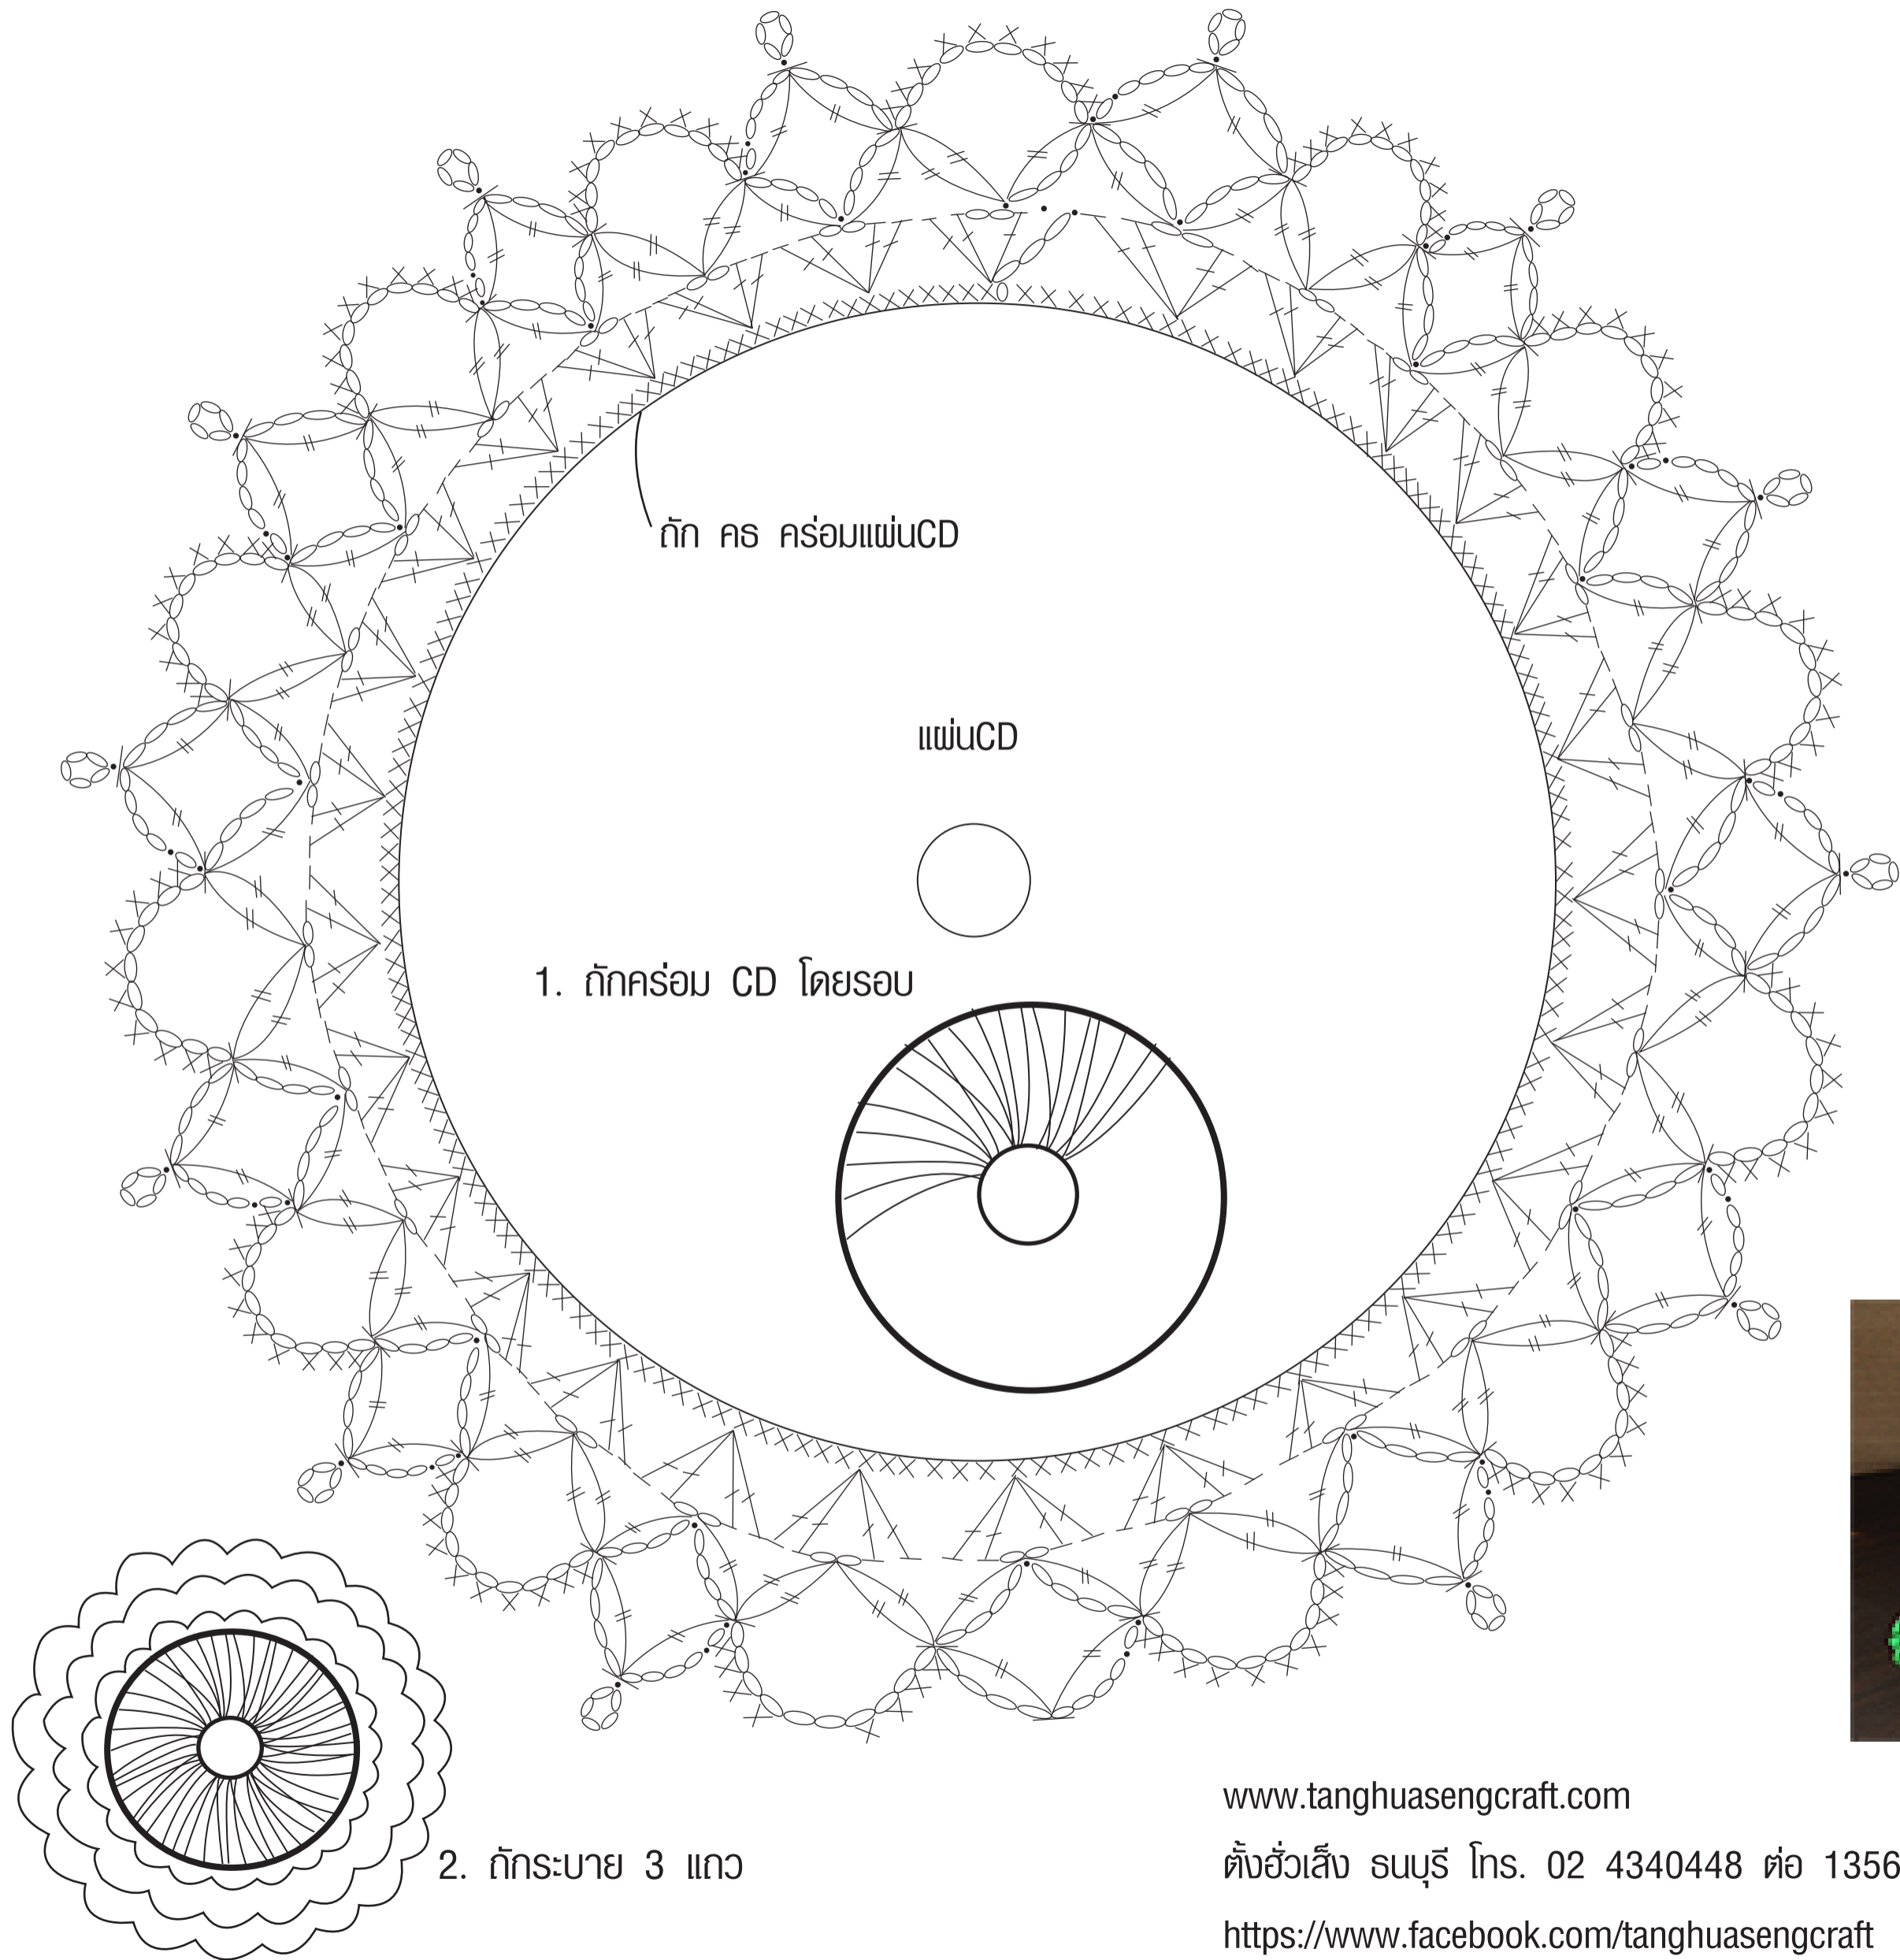 ถัก คธ คร่อมแผ่นCD
แผ่นCD
1. ถักคร่อม CD โดยรอบ
2. ถักระบาย 3 แถว
www.tanghuasengcraft.com
ตั้งฮั่วเส็ง ธนบุรี โทร. 02 4340448 ต่อ 1356
https://www.facebook.com/tanghuasengcraft